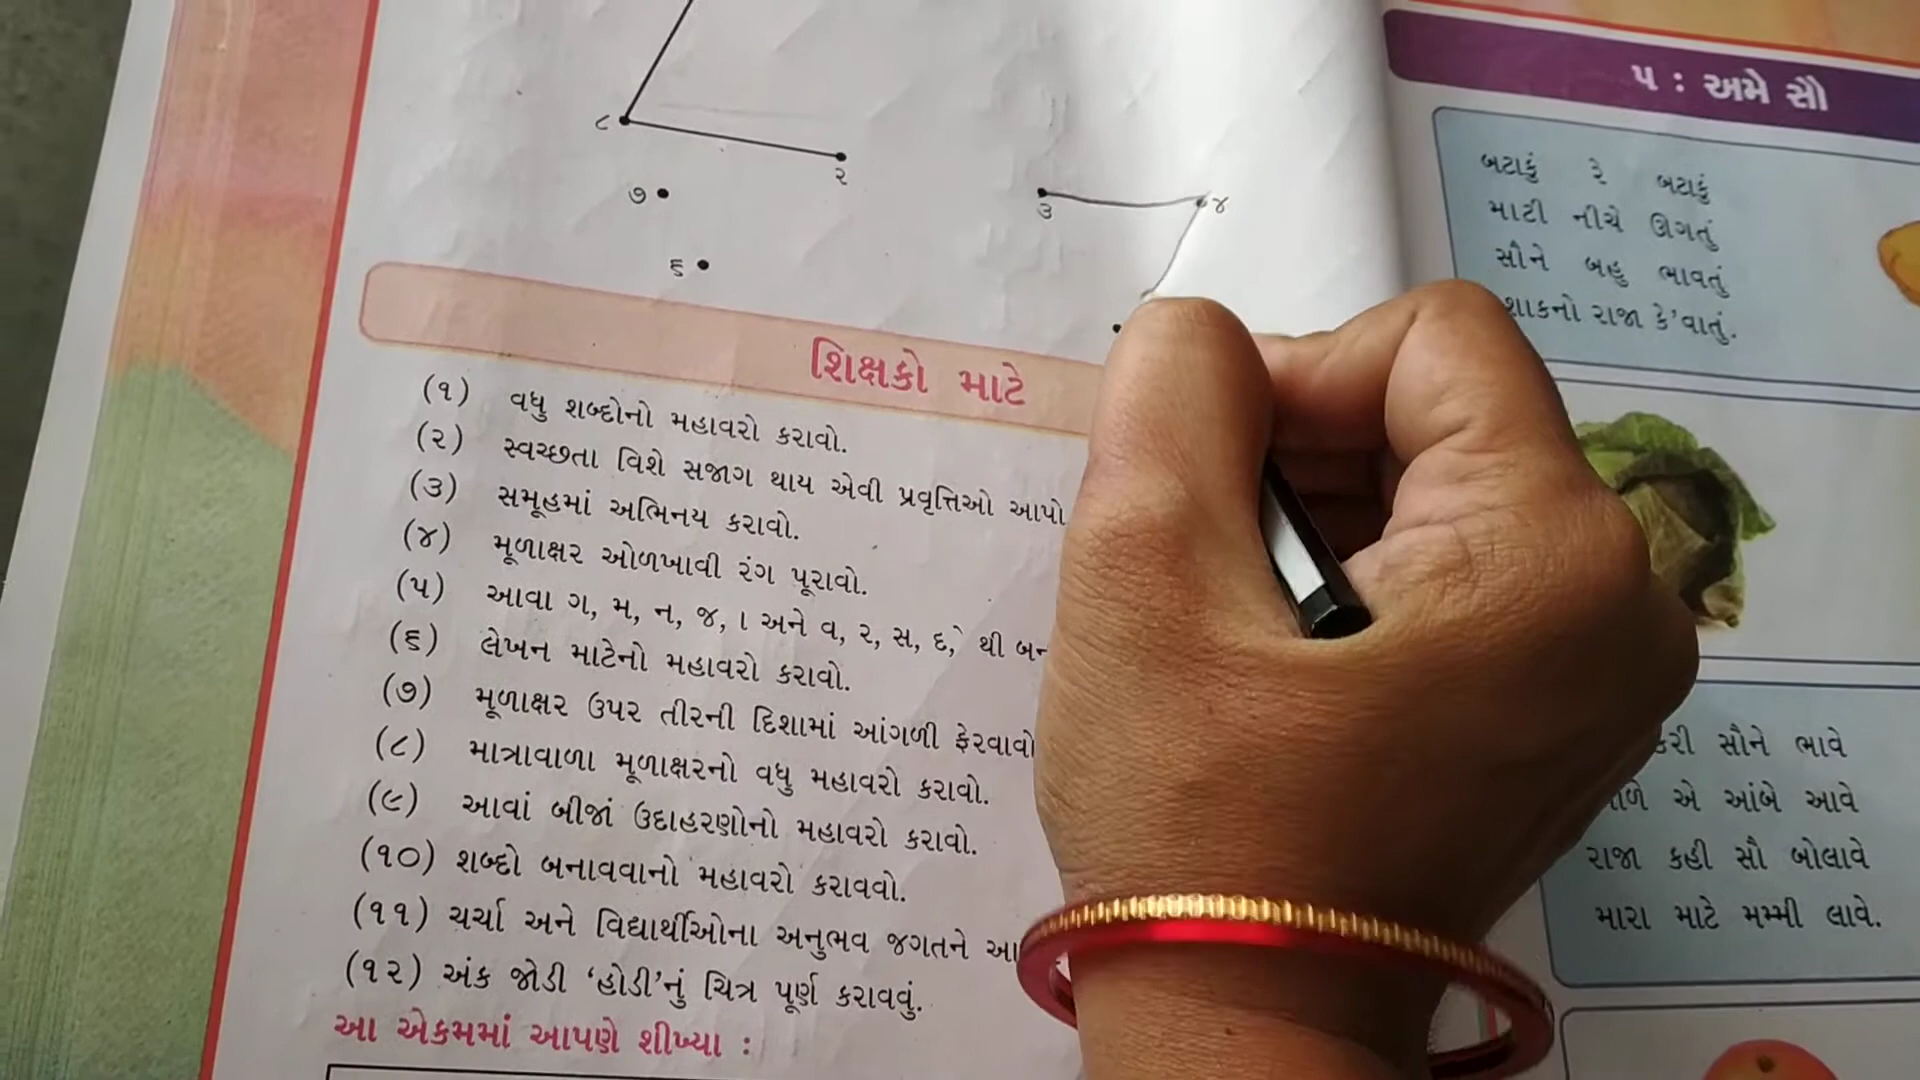 ૮
૨
૭
૩
૪
૬
શિક્ષકો માટે
(૧) વધુ શબ્દોનો મહાવરો કરાવો.
(૨) સ્વચ્છતા વિશે સજાગ થાય એવી પ્રવૃત્તિઓ આપો
(૩) સમૂહમાં અભિનય કરાવો.
(૪) મૂળાક્ષર ઓળખાવી રંગ પૂરાવો.
(૫) આવા ગ, મ, ન, જ, ા અને વ, ર, સ, દ, ે થી
(૬) લેખન માટેનો મહાવરો કરાવો.
(૭) મૂળાક્ષર ઉપર તીરની દિશામાં આંગળી ફેરવાવો
(૮) માત્રાવાળા મૂળાક્ષરનો વધુ મહાવરો કરાવો.
(૯) આવાં બીજાં ઉદાહરણોનો મહાવરો કરાવો.
(૧૦) શબ્દો બનાવવાનો મહાવરો કરાવવો.
(૧૧) ચર્ચા અને વિદ્યાર્થીઓના અનુભવ જગતને
(૧૨) અંક જોડી ‘હોડી’નું ચિત્ર પૂર્ણ કરાવવું.
આ એકમમાં આપણે શીખ્યા :
૫ : અમે સૌ
બટાકું રે બટાકું
માટી નીચે ઊગતું
સૌને બહુ ભાવતું
શાકનો રાજા કે'વાતું.
સૌને ભાવે
એ આંબે આવે
રાજા કહી સૌ બોલાવે
મારા માટે મમ્મી લાવે.